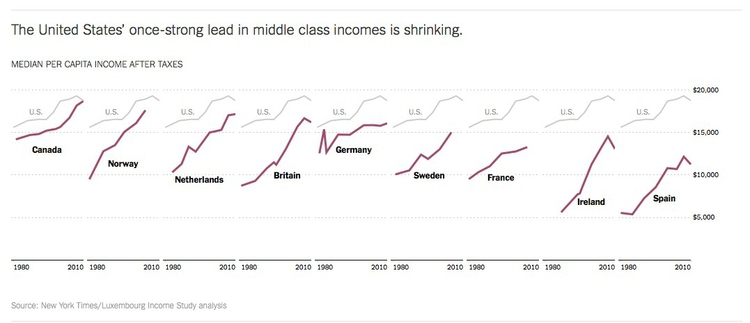 The United States' once-strong lead in middle class incomes is shrinking.
MEDIAN PER CAPITA INCOME AFTER TAXES
$20,000
U.S. U.S. U.S. U.S. U.S. U.S. U.S. U.S. U.S.
$15,000
Canada
Norway
Netherlands
Britain
Germany
Sweden
France
Ireland
Spain
$10,000
$5,000
1980 2010 1980 2010 1980 2010 1980 2010 1980 2010 1980 2010 1980 2010 1980 2010 1980 2010
Source: New York Times/Luxembourg Income Study analysis